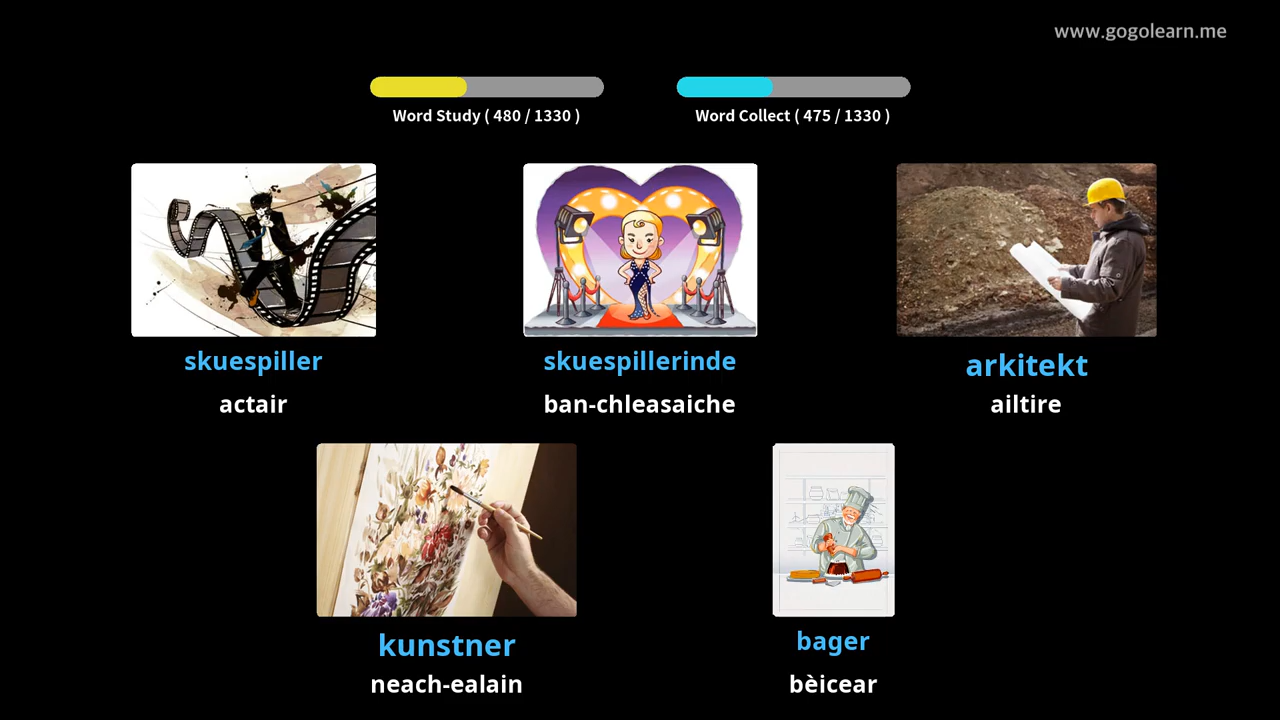 www.gogolearn.me
Word Study ( 480 / 1330 )
Word Collect ( 475 / 1330 )
skuespiller
actair
skuespillerinde
ban-chleasaiche
arkitekt
ailtire
kunstner
neach-ealain
bager
bèicear